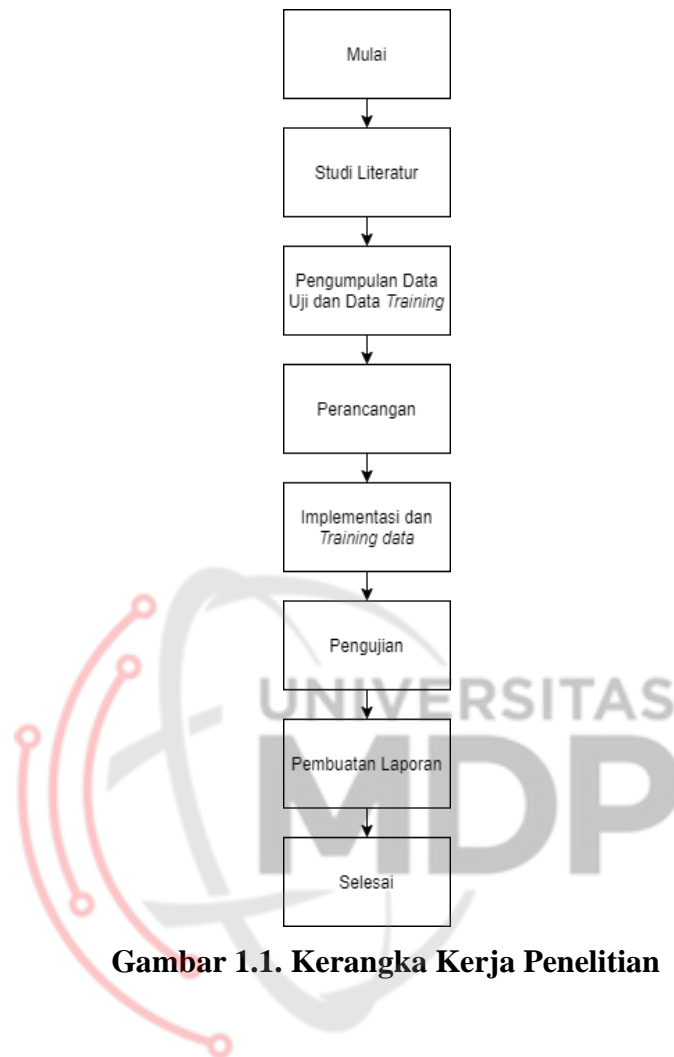 Mulai
Studi Literatur
Pengumpulan Data
Uji dan Data Training
Perancangan
Implementasi dan
Training data
Pengujian
UNIVERSITAS
MDP
Pembuatan Laporan
Selesai
Gambar 1.1. Kerangka Kerja Penelitian